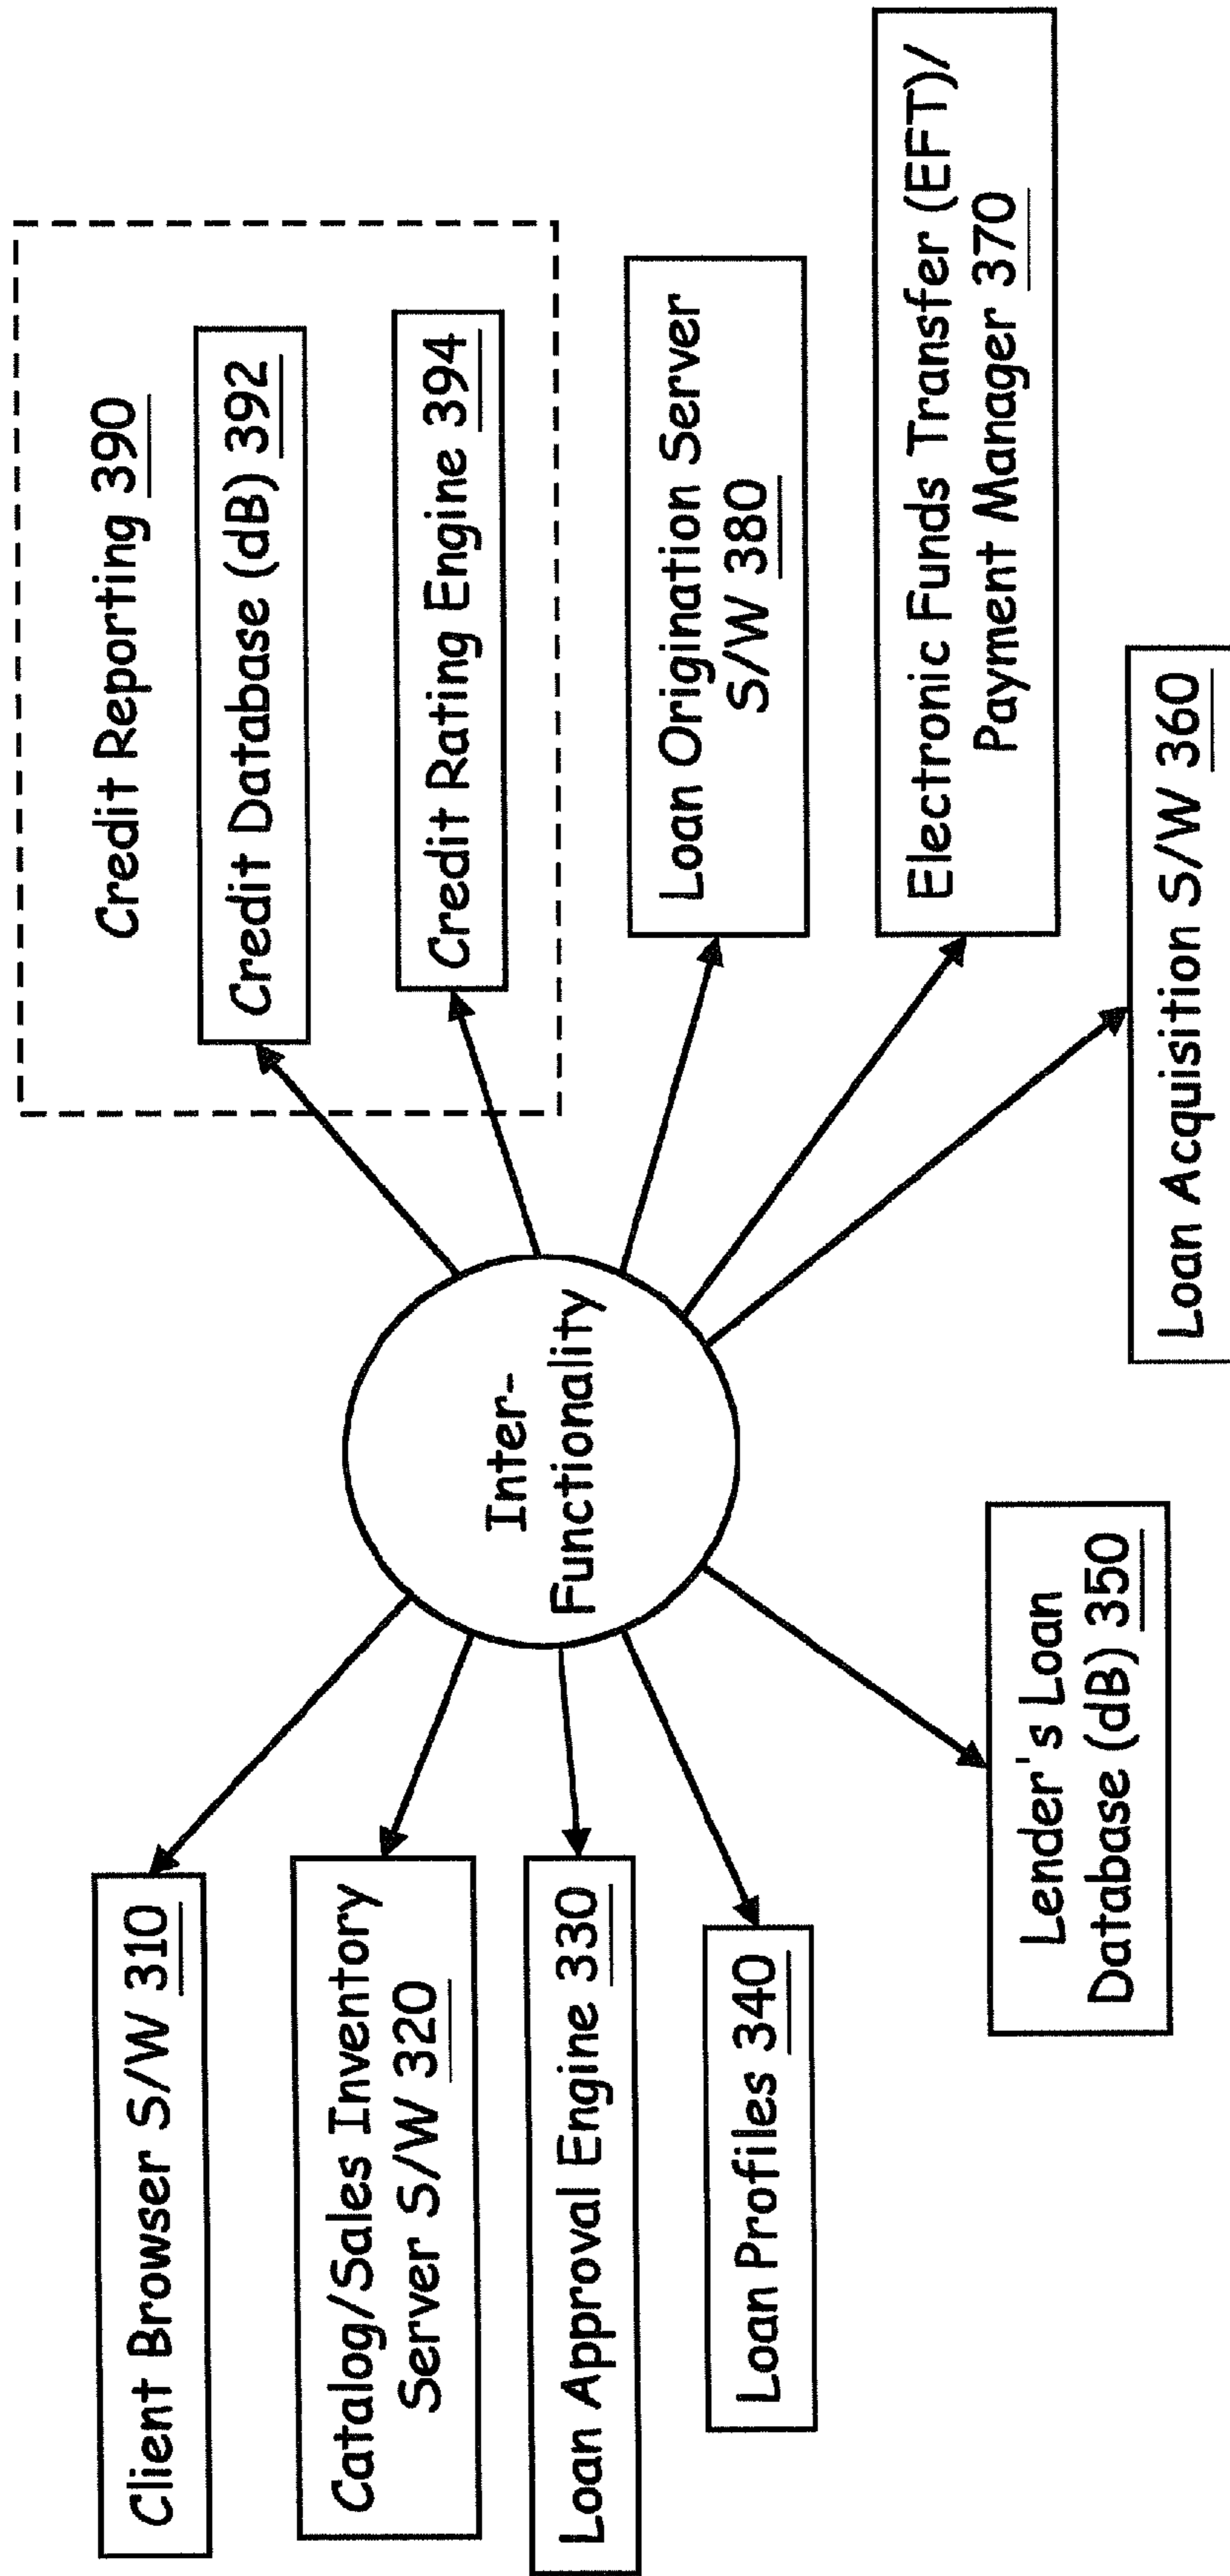 Client Browser S/W 310
Catalog/Sales Inventory
Server S/W 320
Loan Approval Engine 330
Loan Profiles 340
Lender's Loan
Database (dB) 350
Inter-
Functionality
Credit Reporting 390
Credit Database (dB) 392
Credit Rating Engine 394
Loan Origination Server
S/W 380
Electronic Funds Transfer (EFT)/
Payment Manager 370
Loan Acquisition S/W 360